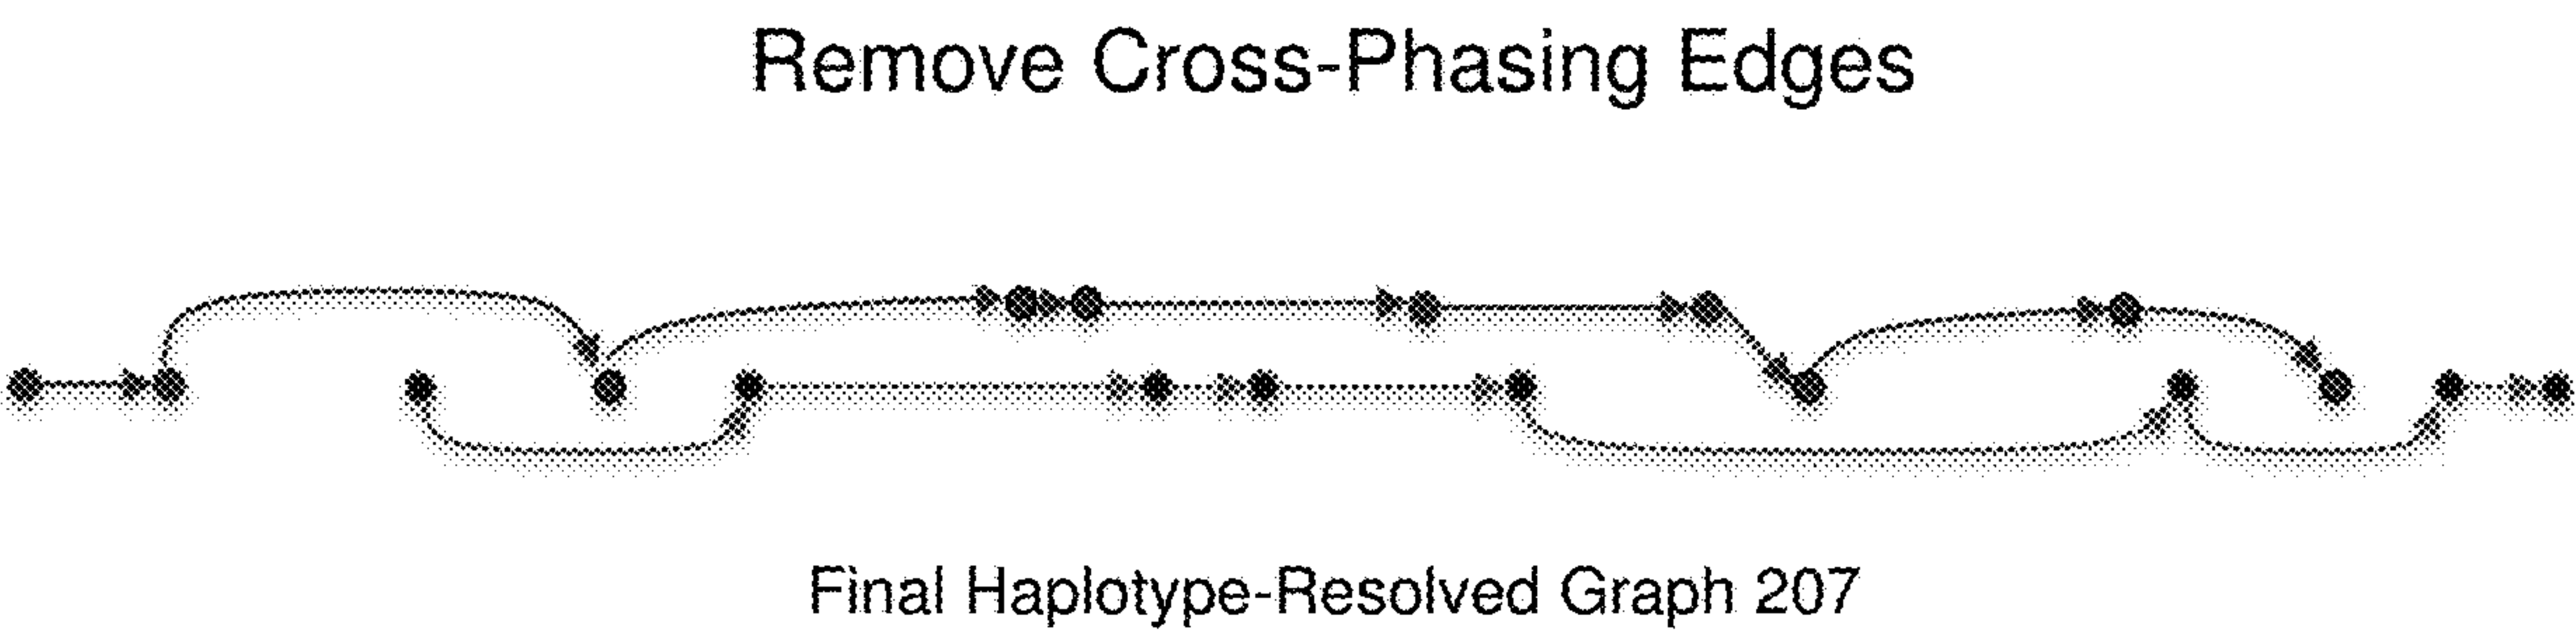 Remove Cross-Phasing Edges
Final Haplotype-Resolved Graph 207